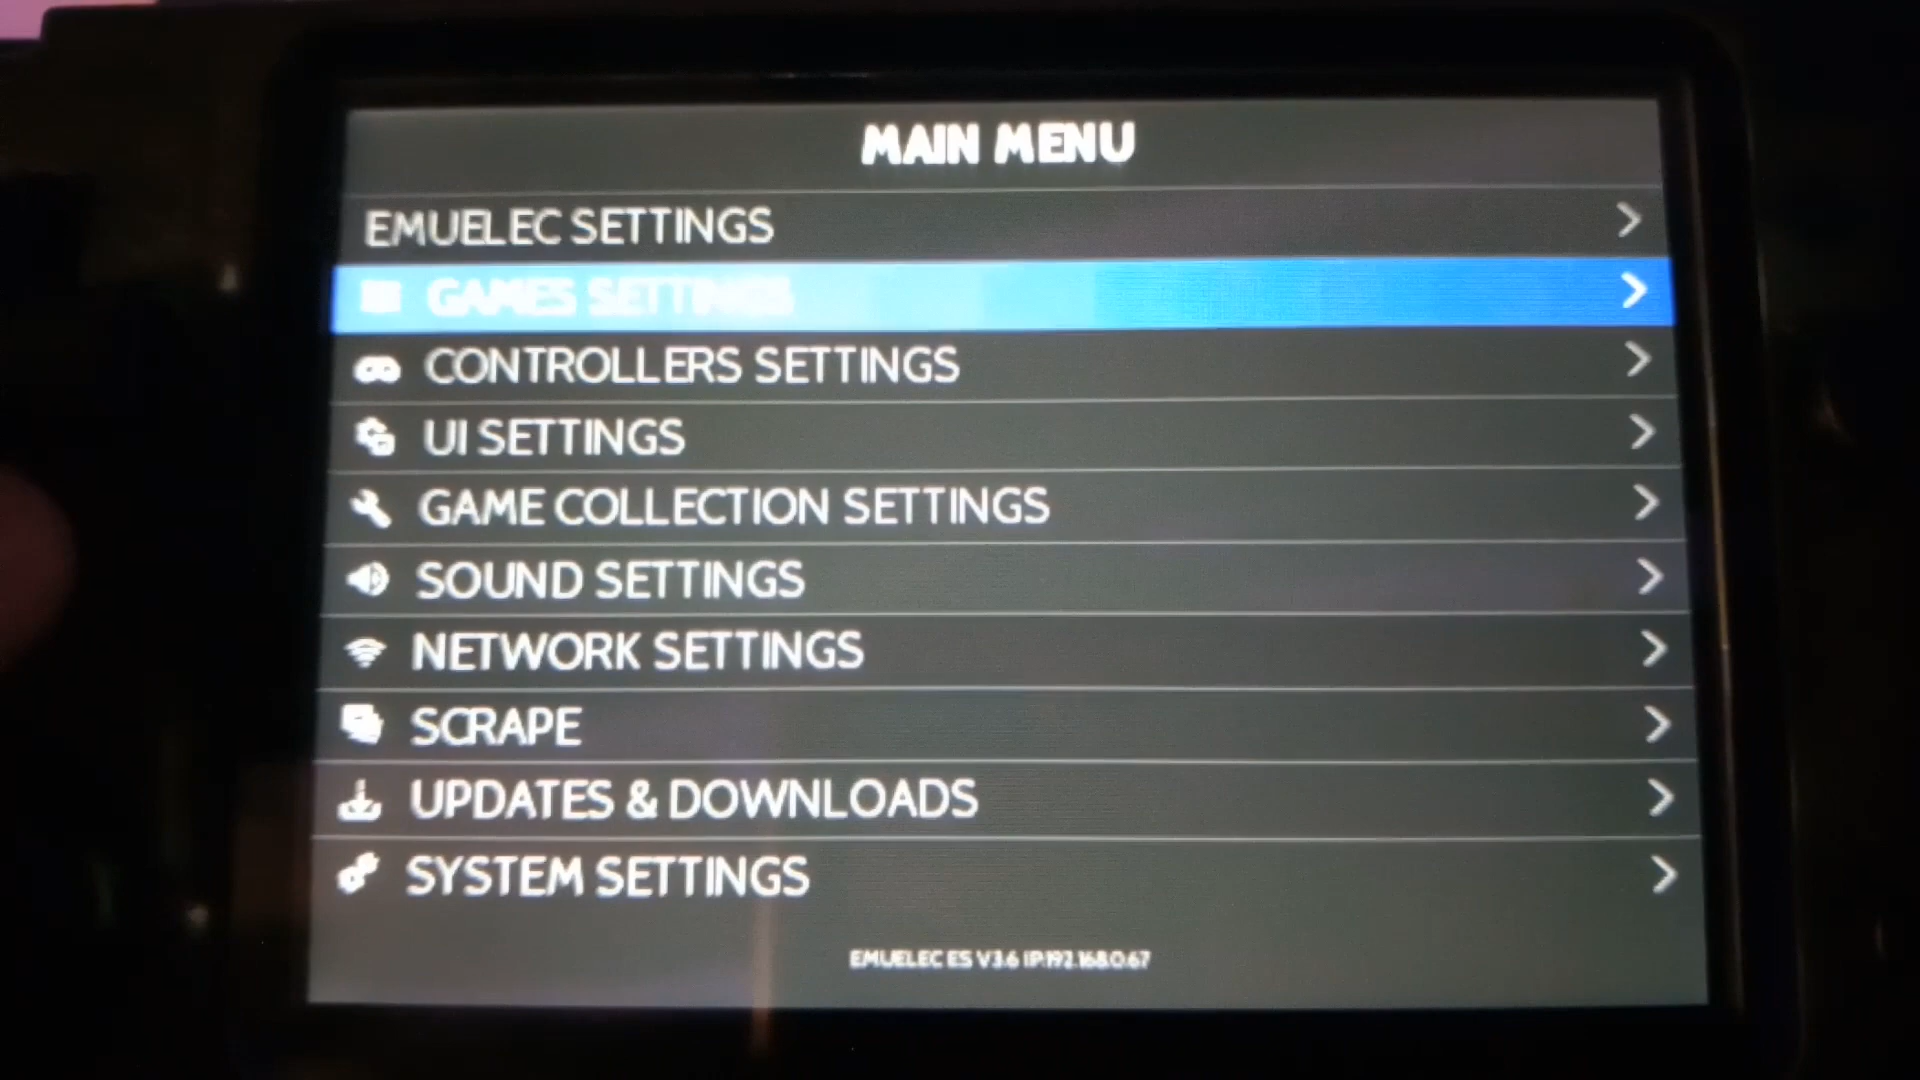 MAIN MENU
EMUELEC SETTINGS
GAMES SETTINGS
CONTROLLERS SETTINGS
UI SETTINGS
GAME COLLECTION SETTINGS
SOUND SETTINGS
NETWORK SETTINGS
SCRAPE
UPDATES & DOWNLOADS
SYSTEM SETTINGS
EMUELEC ES V3.6 IP:192.168.0.67